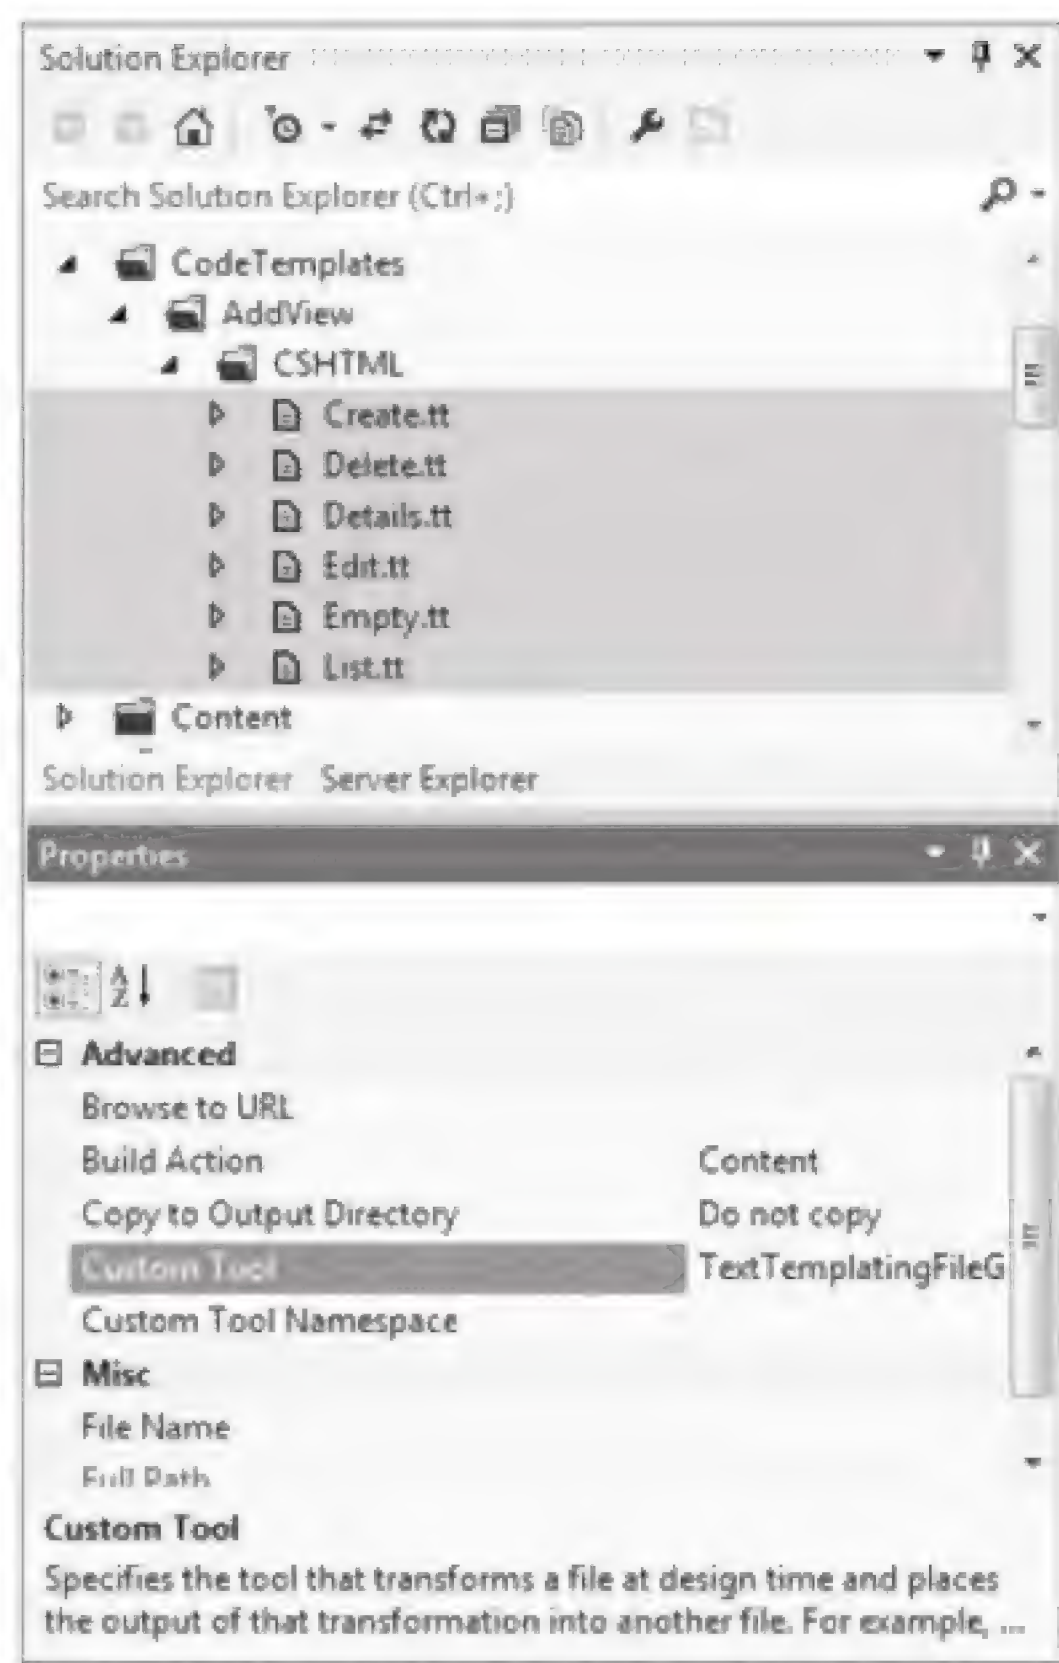 Solution Explorer
Search Solution Explorer (Ctrl+;)
CodeTemplates
AddView
CSHTML
Create.tt
Delete.tt
Details.tt
Edit.tt
Empty.tt
List.tt
Content
Solution Explorer Server Explorer
Properties
Advanced
Browse to URL
Build Action Content
Copy to Output Directory Do not copy
Custom Tool TextTemplatingFileG
Custom Tool Namespace
Misc
File Name
Full Path
Custom Tool
Specifies the tool that transforms a file at design time and places
the output of that transformation into another file. For example, ...